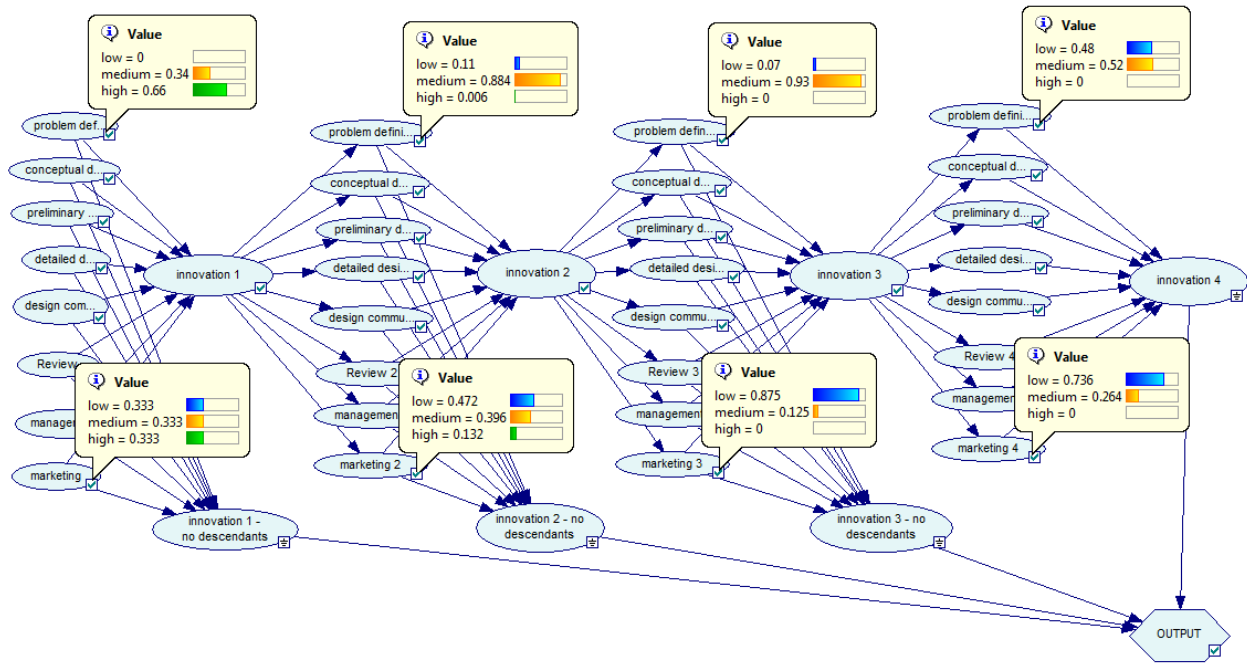 Value
low = 0
medium = 0.34
high = 0.66
Value
low = 0.11
medium = 0.884
high = 0.006
Value
low = 0.07
medium = 0.93
high = 0
Value
low = 0.48
medium = 0.52
high = 0
problem def...
problem defini...
problem defin...
problem d...
conceptual d...
conceptual d...
conceptual d...
conceptual d...
preliminary ...
preliminary d...
preliminary d...
preliminary d...
detailed d...
detailed desi...
detailed desi...
detailed desi...
innovation 1
innovation 2
innovation 3
innovation 4
design com...
design commu...
design commu...
design commu...
Review
Review 2
Review 3
Review 4
Value
low = 0.333
medium = 0.333
high = 0.333
Value
low = 0.472
medium = 0.396
high = 0.132
Value
low = 0.875
medium = 0.125
high = 0
Value
low = 0.736
medium = 0.264
high = 0
manage
management
management
manageme
marketing
marketing 2
marketing 3
marketing 4
innovation 1 -
no descendants
innovation 2 - no
descendants
innovation 3 - no
descendants
OUTPUT